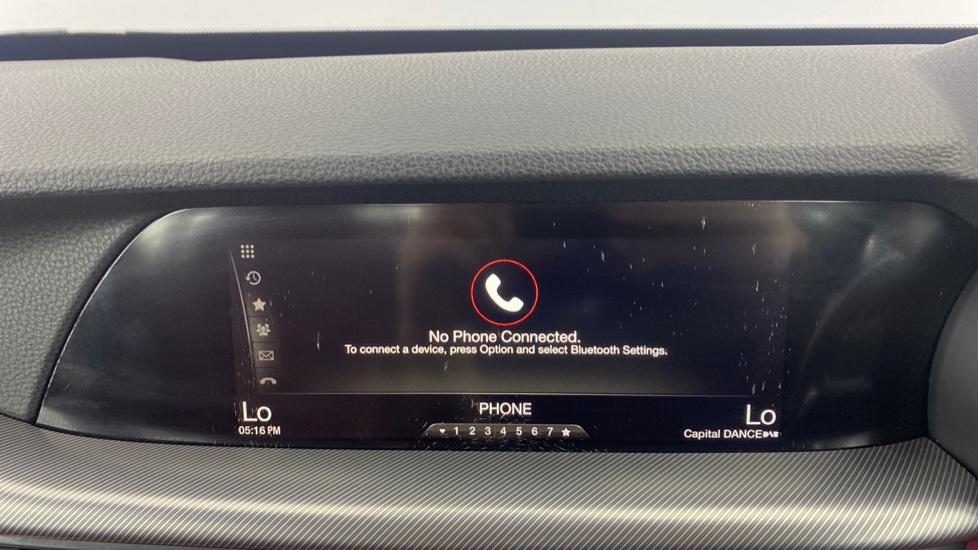 No Phone Connected.
To connect a device, press Option and select Bluetooth Settings.
Lo
PHONE
Lo
05:16 PM
1 2 3 4 5 6 7
Capital DANCE DAB